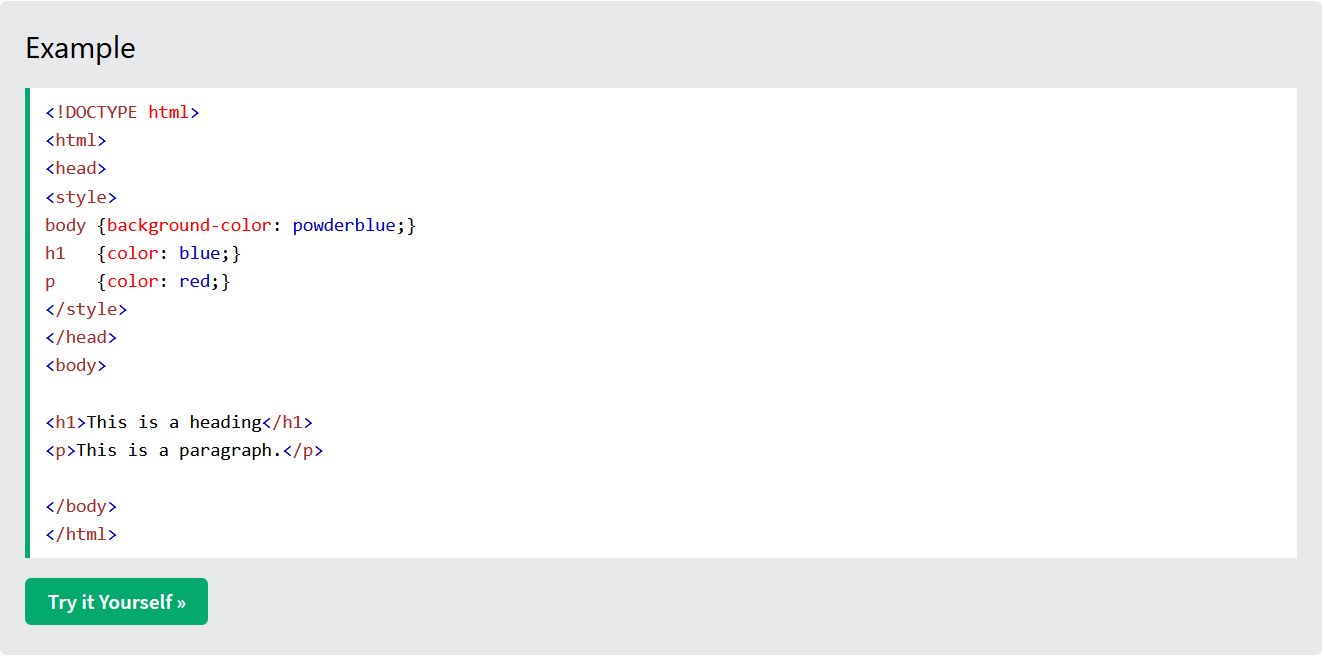 Example
<!DOCTYPE html>
<html>
<head>
<style>
body {background-color: powderblue;}
h1   {color: blue;}
p    {color: red;}
</style>
</head>
<body>
<h1>This is a heading</h1>
<p>This is a paragraph.</p>
</body>
</html>
Try it Yourself »